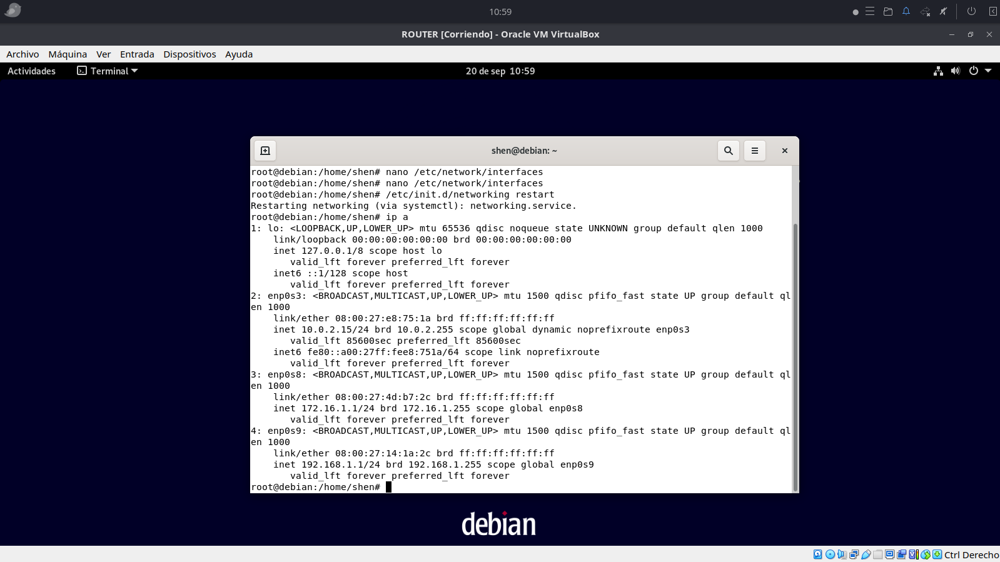 10:59
ROUTER [Corriendo] - Oracle VM VirtualBox
Archivo Máquina Ver Entrada Dispositivos Ayuda
Actividades Terminal 20 de sep 10:59
shen@debian: ~
root@debian:/home/shen# nano /etc/network/interfaces
root@debian:/home/shen# nano /etc/network/interfaces
root@debian:/home/shen# /etc/init.d/networking restart
Restarting networking (via systemctl): networking.service.
root@debian:/home/shen# ip a
1: lo: <LOOPBACK,UP,LOWER_UP> mtu 65536 qdisc noqueue state UNKNOWN group default qlen 1000
    link/loopback 00:00:00:00:00:00 brd 00:00:00:00:00:00
    inet 127.0.0.1/8 scope host lo
       valid_lft forever preferred_lft forever
    inet6 ::1/128 scope host
       valid_lft forever preferred_lft forever
2: enp0s3: <BROADCAST,MULTICAST,UP,LOWER_UP> mtu 1500 qdisc pfifo_fast state UP group default ql
en 1000
    link/ether 08:00:27:e8:75:1a brd ff:ff:ff:ff:ff:ff
    inet 10.0.2.15/24 brd 10.0.2.255 scope global dynamic noprefixroute enp0s3
       valid_lft 85600sec preferred_lft 85600sec
    inet6 fe80::a00:27ff:fee8:751a/64 scope link noprefixroute
       valid_lft forever preferred_lft forever
3: enp0s8: <BROADCAST,MULTICAST,UP,LOWER_UP> mtu 1500 qdisc pfifo_fast state UP group default ql
en 1000
    link/ether 08:00:27:4d:b7:2c brd ff:ff:ff:ff:ff:ff
    inet 172.16.1.1/24 brd 172.16.1.255 scope global enp0s8
       valid_lft forever preferred_lft forever
4: enp0s9: <BROADCAST,MULTICAST,UP,LOWER_UP> mtu 1500 qdisc pfifo_fast state UP group default ql
en 1000
    link/ether 08:00:27:14:1a:2c brd ff:ff:ff:ff:ff:ff
    inet 192.168.1.1/24 brd 192.168.1.255 scope global enp0s9
       valid_lft forever preferred_lft forever
root@debian:/home/shen#
debian
Ctrl Derecho